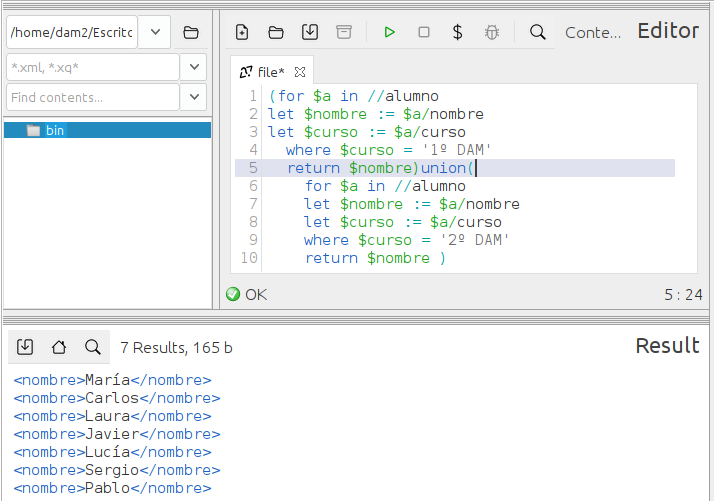 /home/dam2/Escrito
*.xml, *.xq*
Find contents...
bin
Conte... Editor
file*
1 (for $a in //alumno
2 let $nombre := $a/nombre
3 let $curso := $a/curso
4 where $curso = '1º DAM'
5 return $nombre)union(
6 for $a in //alumno
7 let $nombre := $a/nombre
8 let $curso := $a/curso
9 where $curso = '2º DAM'
10 return $nombre )
OK 5 : 24
7 Results, 165 b Result
<nombre>María</nombre>
<nombre>Carlos</nombre>
<nombre>Laura</nombre>
<nombre>Javier</nombre>
<nombre>Lucía</nombre>
<nombre>Sergio</nombre>
<nombre>Pablo</nombre>